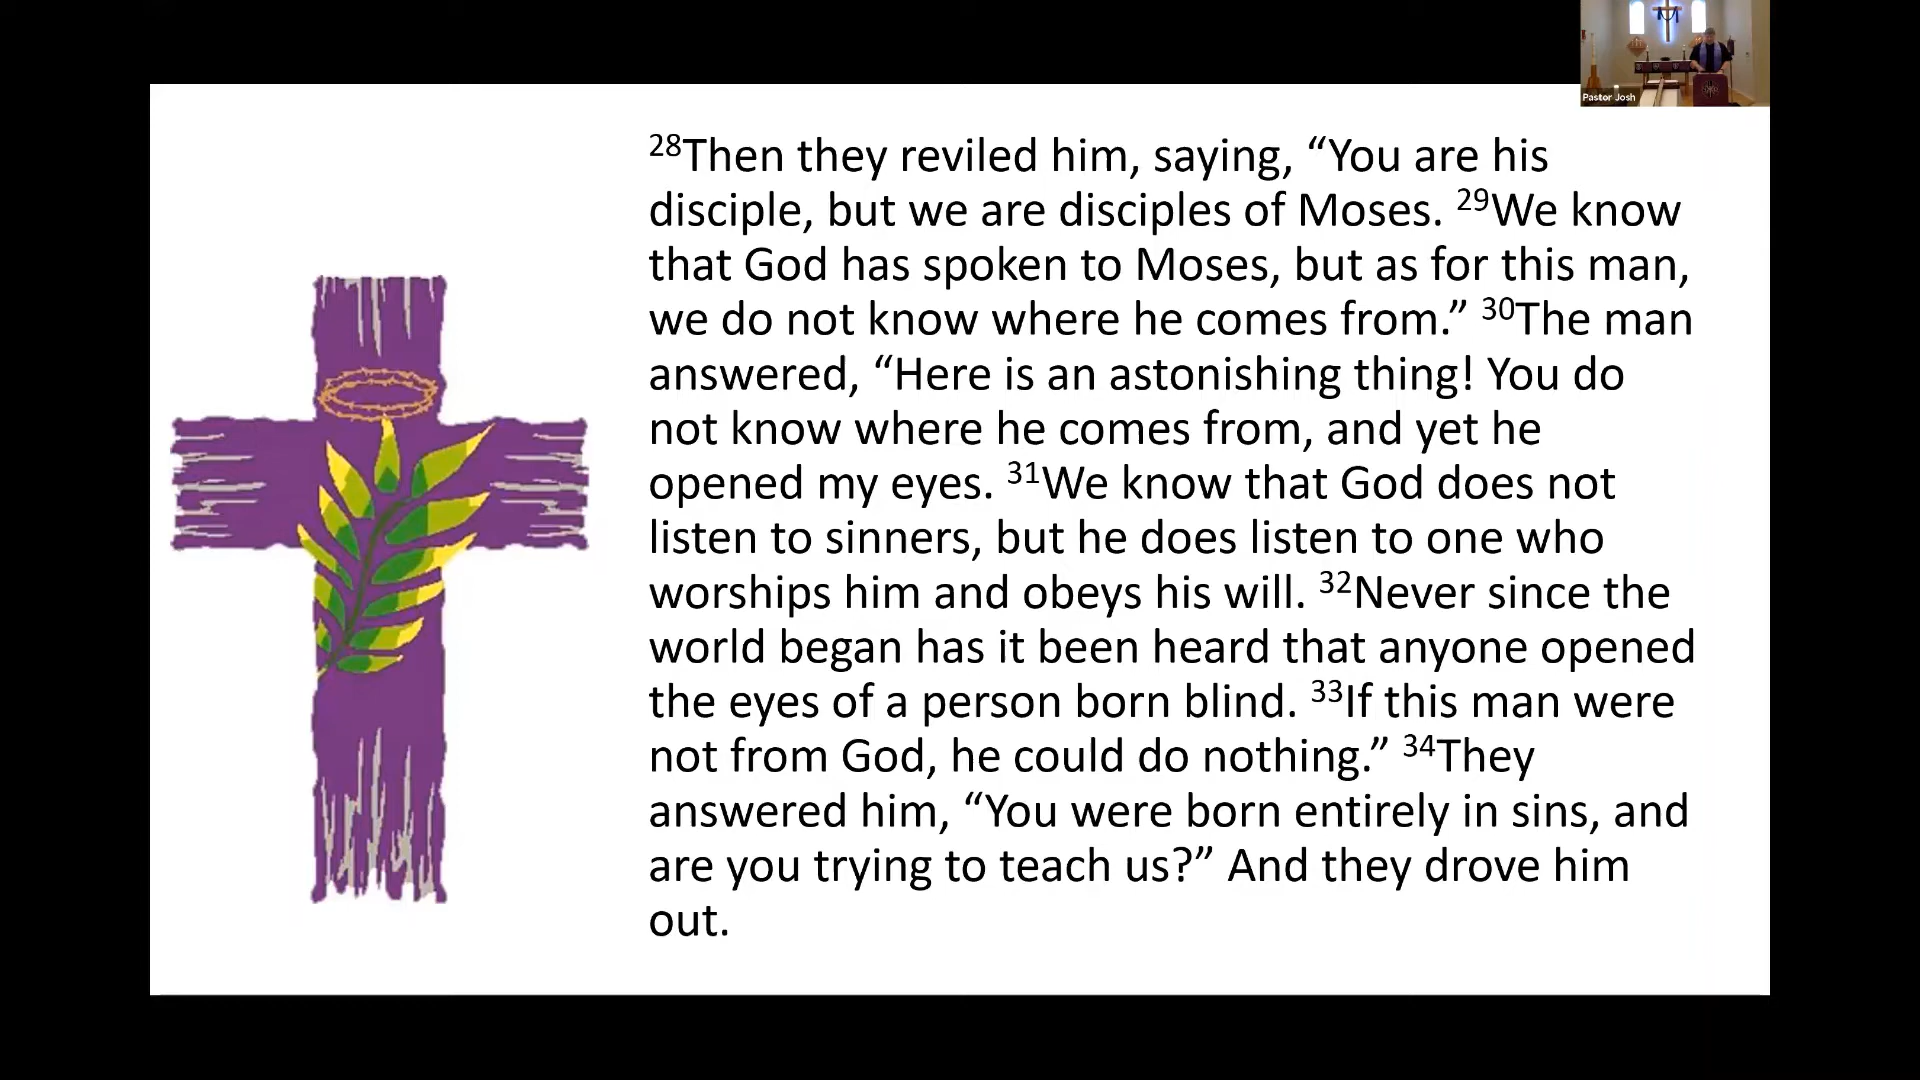 Pastor Josh
²⁸Then they reviled him, saying, “You are his
disciple, but we are disciples of Moses. ²⁹We know
that God has spoken to Moses, but as for this man,
we do not know where he comes from.” ³⁰The man
answered, “Here is an astonishing thing! You do
not know where he comes from, and yet he
opened my eyes. ³¹We know that God does not
listen to sinners, but he does listen to one who
worships him and obeys his will. ³²Never since the
world began has it been heard that anyone opened
the eyes of a person born blind. ³³If this man were
not from God, he could do nothing.” ³⁴They
answered him, “You were born entirely in sins, and
are you trying to teach us?” And they drove him
out.